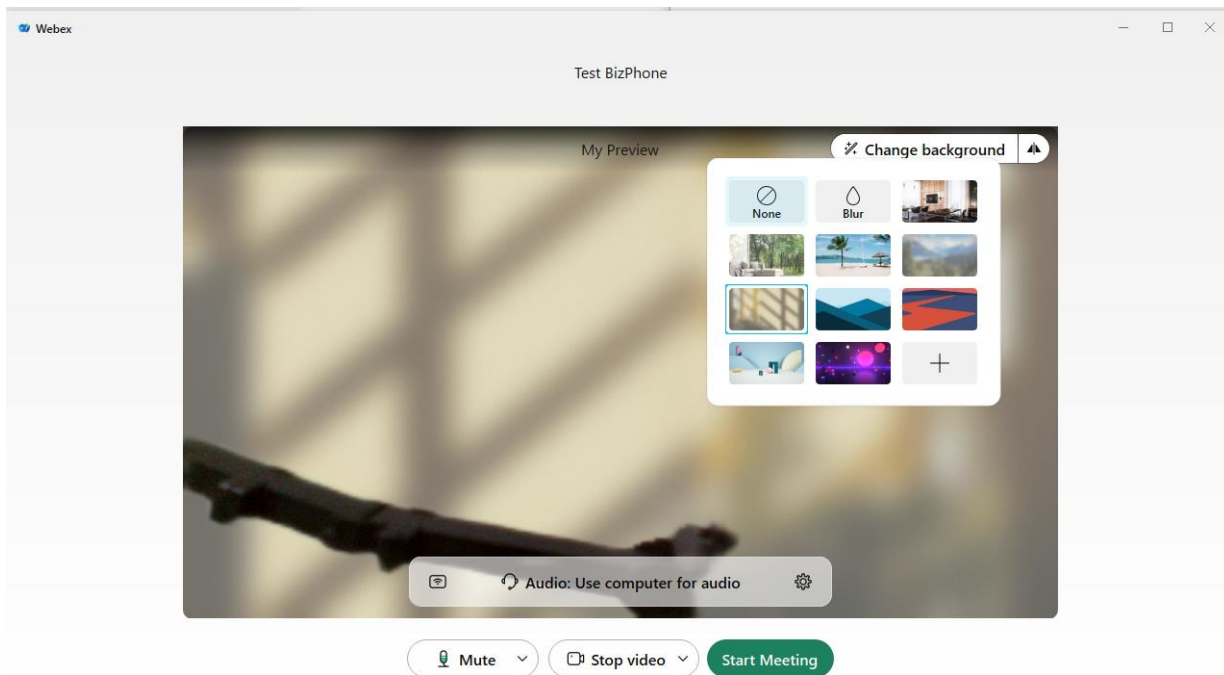 Webex
Test BizPhone
My Preview
Change background
None
Blur
Audio: Use computer for audio
Mute
Stop video
Start Meeting